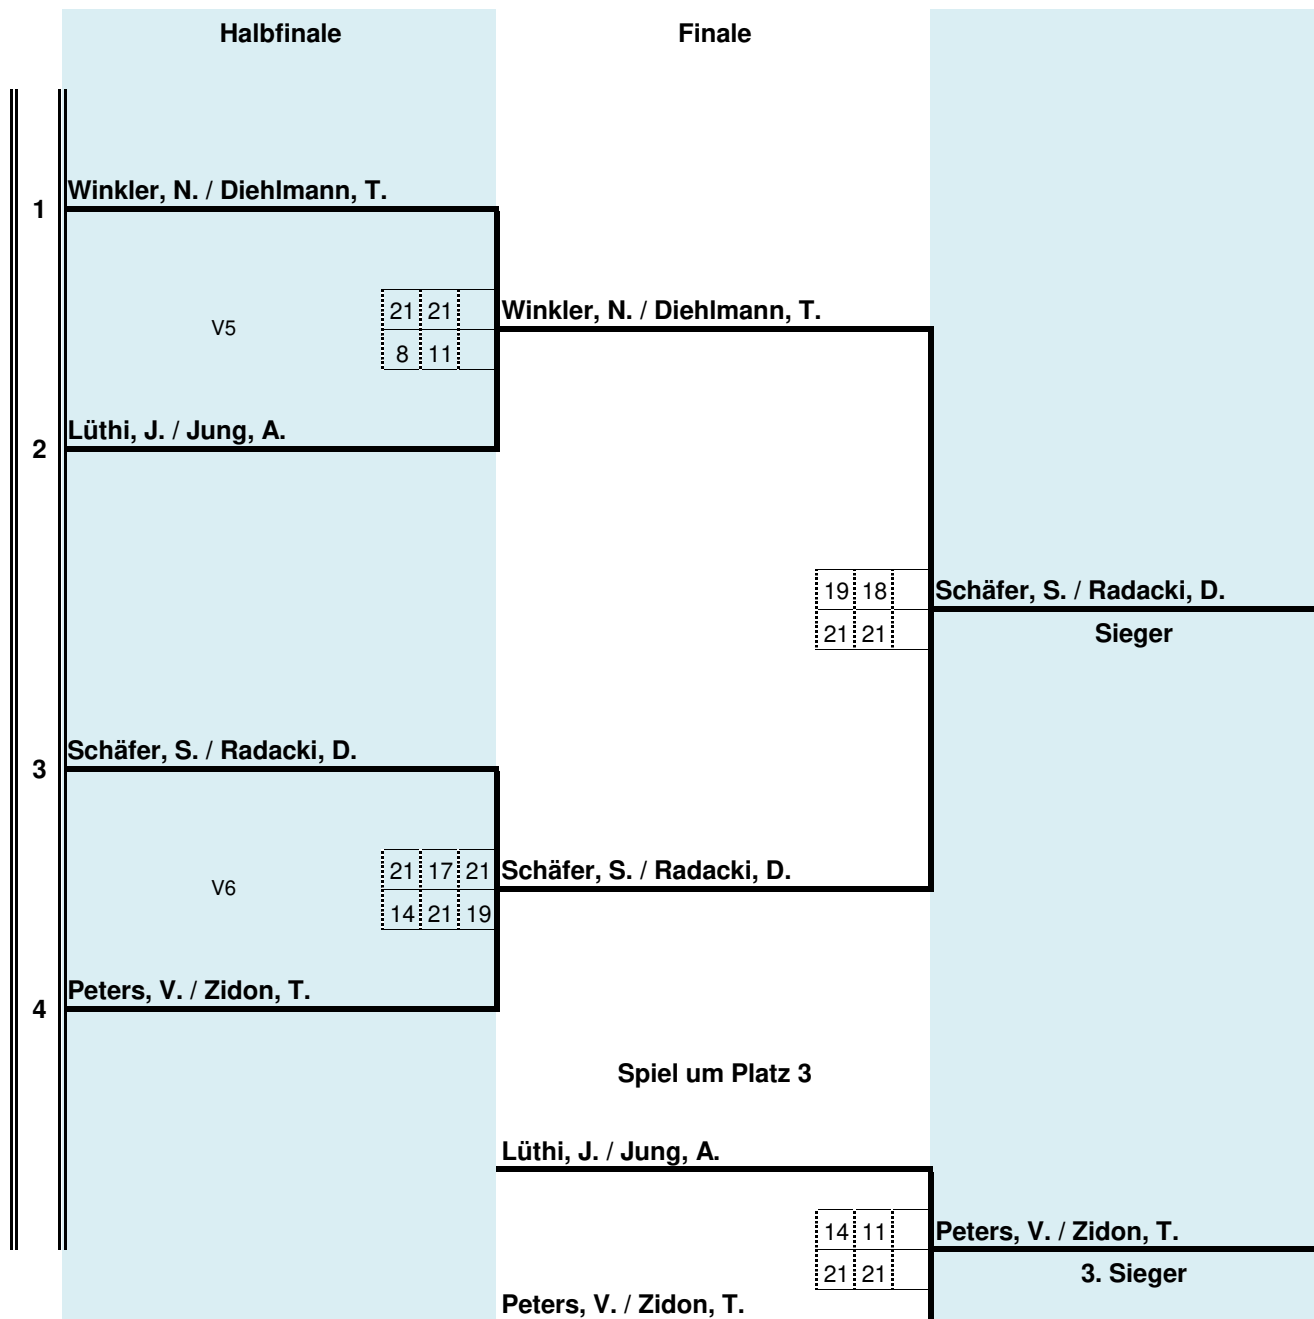 Halbfinale Finale
Winkler, N. / Diehlmann, T.
1
21 21 Winkler, N. / Diehlmann, T.
V5
8 11
Lüthi, J. / Jung, A.
2
19 18 Schäfer, S. / Radacki, D.
21 21 Sieger
Schäfer, S. / Radacki, D.
3
21 17 21 Schäfer, S. / Radacki, D.
V6
14 21 19
Peters, V. / Zidon, T.
4
Spiel um Platz 3
Lüthi, J. / Jung, A.
14 11 Peters, V. / Zidon, T.
21 21 3. Sieger
Peters, V. / Zidon, T.